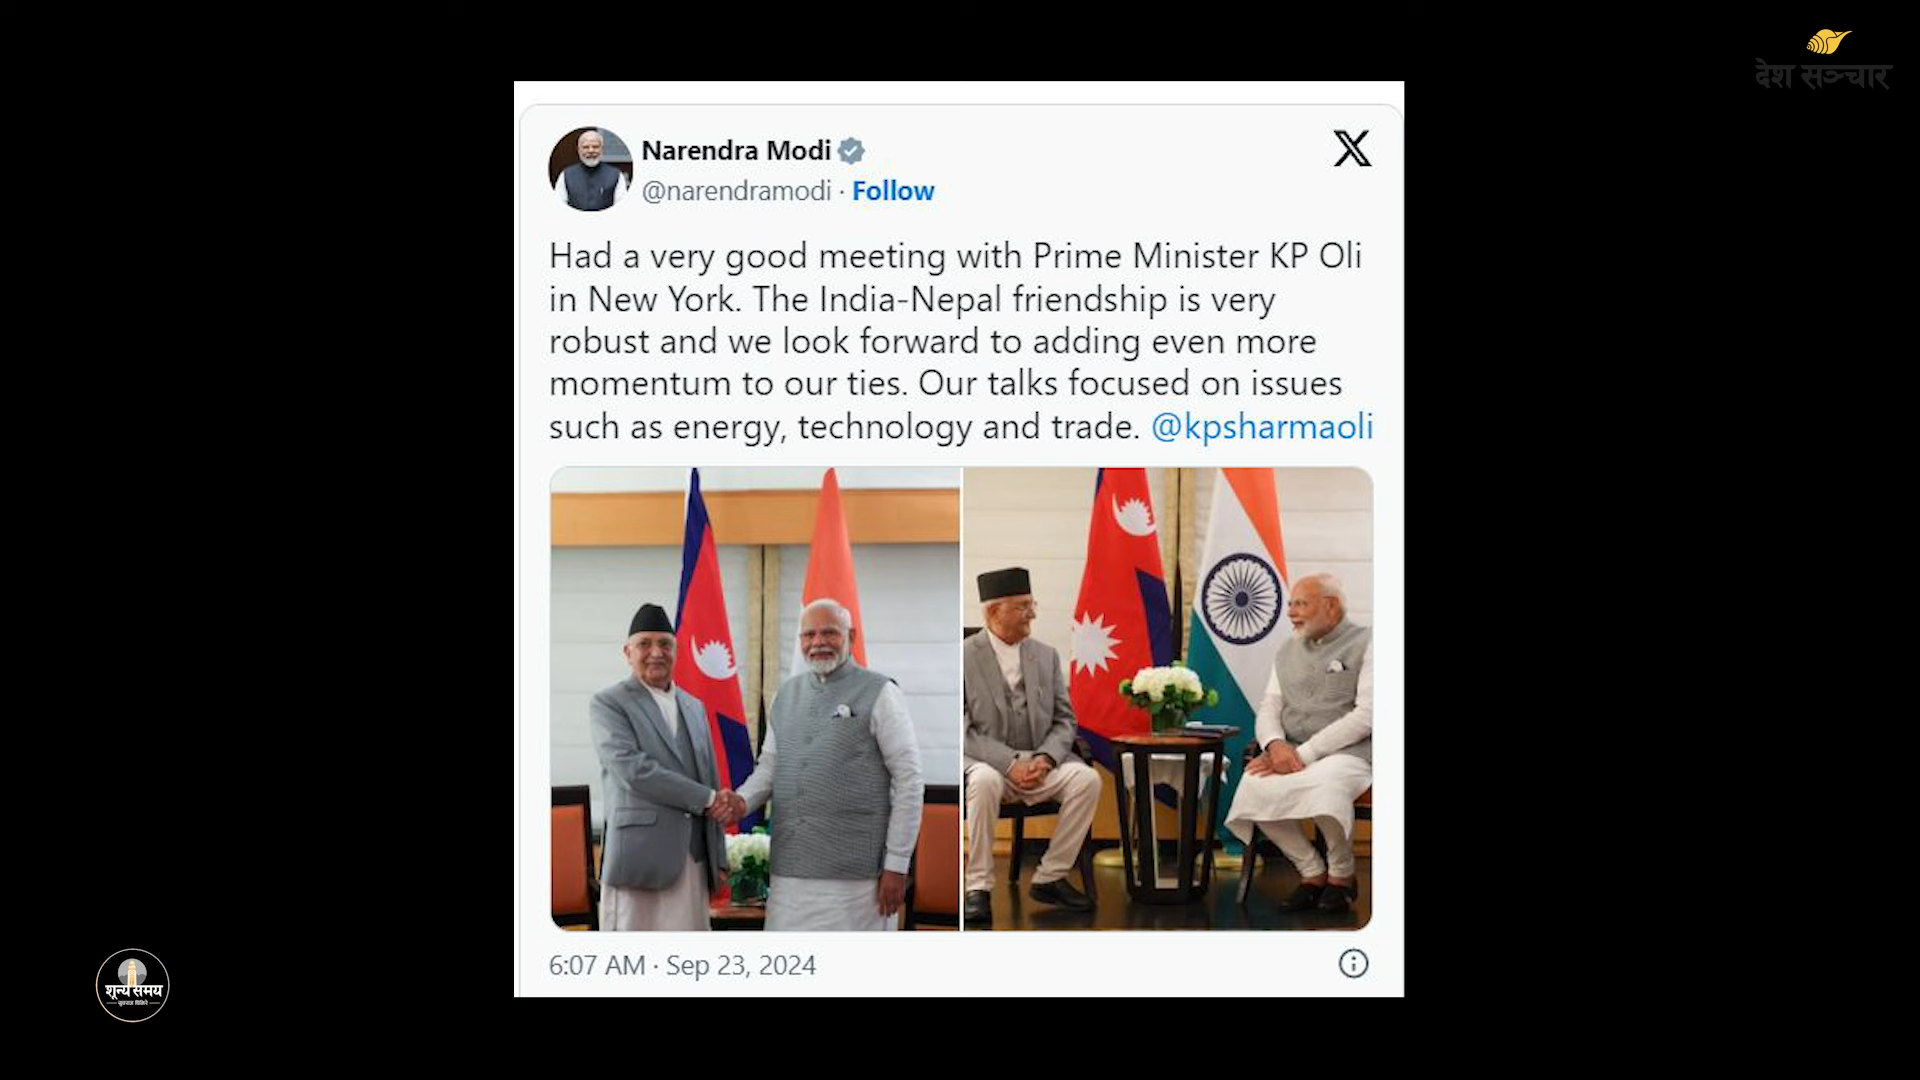 देश सञ्चार
Narendra Modi
@narendramodi · Follow
Had a very good meeting with Prime Minister KP Oli
in New York. The India-Nepal friendship is very
robust and we look forward to adding even more
momentum to our ties. Our talks focused on issues
such as energy, technology and trade. @kpsharmaoli
6:07 AM · Sep 23, 2024
शून्य समय